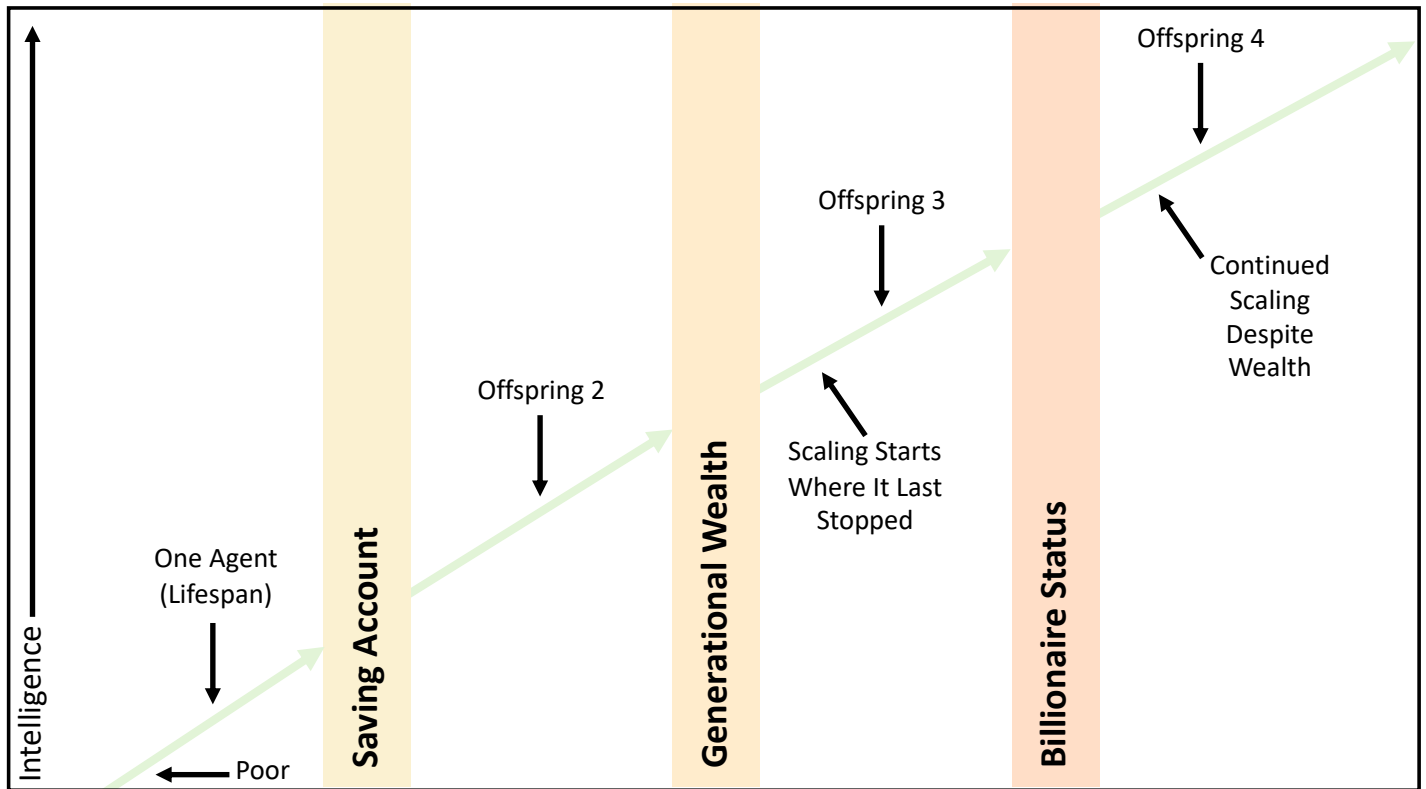 Intelligence
One Agent
(Lifespan)
Poor
Saving Account
Offspring 2
Generational Wealth
Offspring 3
Scaling Starts
Where It Last
Stopped
Billionaire Status
Offspring 4
Continued
Scaling
Despite
Wealth